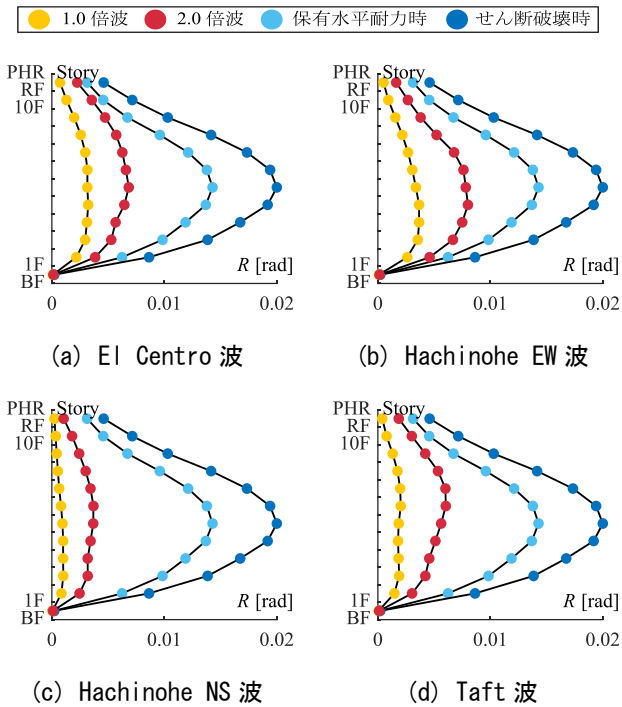 1.0 倍波 2.0 倍波 保有水平耐力時 せん断破壊時
PHR Story
RF
10F
1F
BF
R [rad]
0 0.01 0.02
(a) El Centro 波
PHR Story
RF
10F
1F
BF
R [rad]
0 0.01 0.02
(b) Hachinohe EW 波
PHR Story
RF
10F
1F
BF
R [rad]
0 0.01 0.02
(c) Hachinohe NS 波
PHR Story
RF
10F
1F
BF
R [rad]
0 0.01 0.02
(d) Taft 波